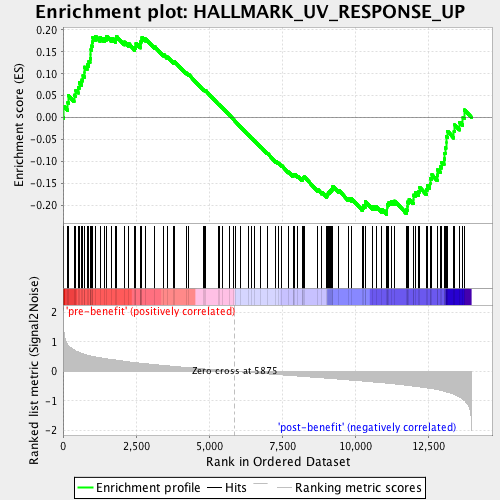 Enrichment plot: HALLMARK_UV_RESPONSE_UP
Enrichment score (ES)
0.20
0.15
0.10
0.05
0.00
-0.05
-0.10
-0.15
-0.20
'pre-benefit' (positively correlated)
Ranked list metric (Signal2Noise)
2
1
0
-1
-2
Zero cross at 5875
'post-benefit' (negatively correlated)
0
2,500
5,000
7,500
10,000
12,500
Rank in Ordered Dataset
Enrichment profile
Hits
Ranking metric scores